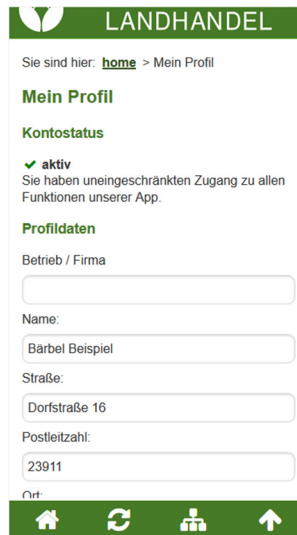 LANDHANDEL
Sie sind hier: home > Mein Profil
Mein Profil
Kontostatus
aktiv
Sie haben uneingeschränkten Zugang zu allen
Funktionen unserer App.
Profildaten
Betrieb / Firma
Name:
Bärbel Beispiel
Straße:
Dorfstraße 16
Postleitzahl:
23911
Ort: